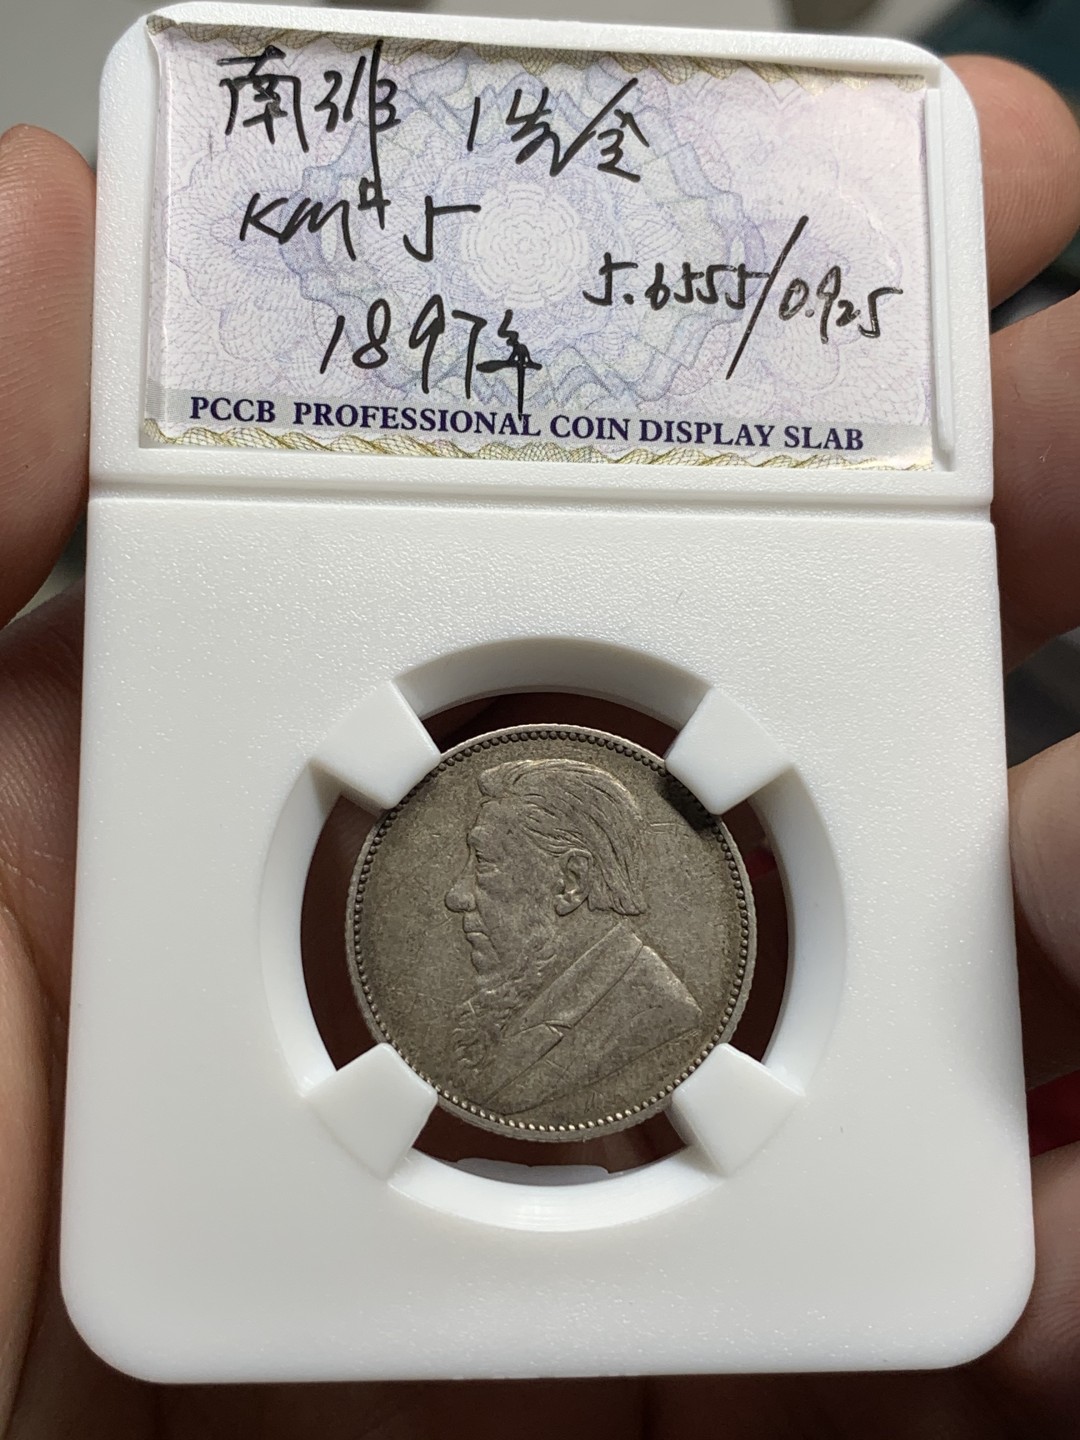 南非 1先令
KM# 5
5.6555/0.925
1897年
PCCB PROFESSIONAL COIN DISPLAY SLAB